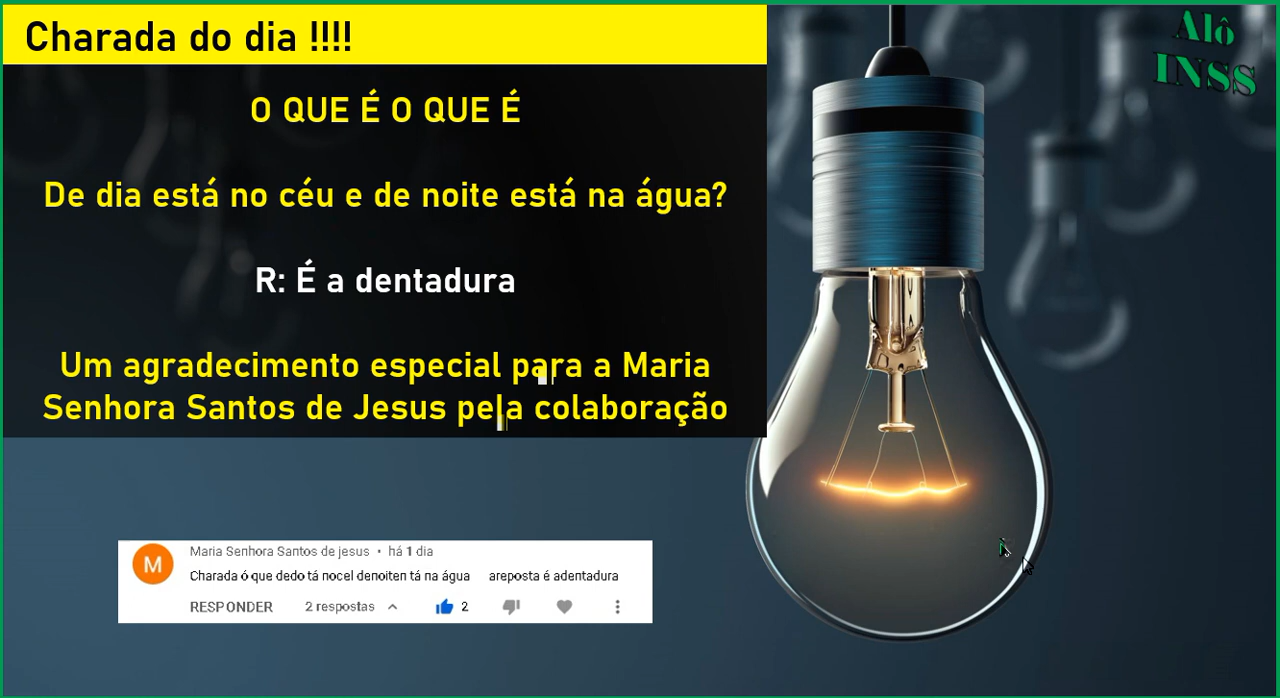 Charada do dia !!!!
Alô
INSS
O QUE É O QUE É
De dia está no céu e de noite está na água?
R: É a dentadura
Um agradecimento especial para a Maria
Senhora Santos de Jesus pela colaboração
M
Maria Senhora Santos de jesus • há 1 dia
Charada ó que dedo tá nocel denoiten tá na água areposta é adentadura
RESPONDER 2 respostas 2